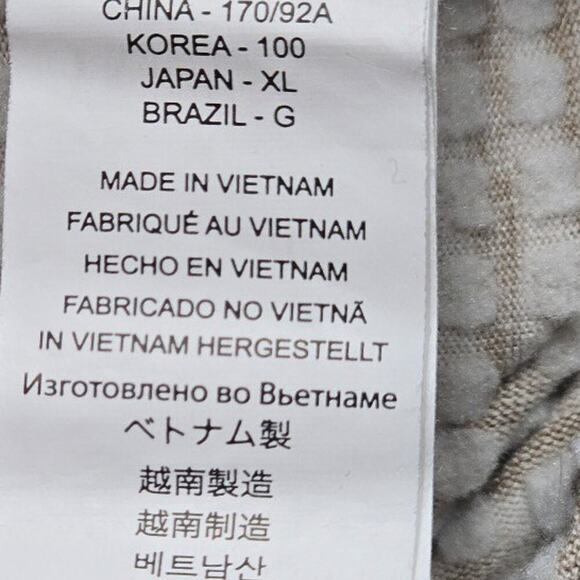 CHINA - 170/92A
KOREA - 100
JAPAN - XL
BRAZIL - G
MADE IN VIETNAM
FABRIQUÉ AU VIETNAM
HECHO EN VIETNAM
FABRICADO NO VIETNÃ
IN VIETNAM HERGESTELLT
Изготовлено во Вьетнаме
ベトナム製
越南製造
越南制造
베트남산